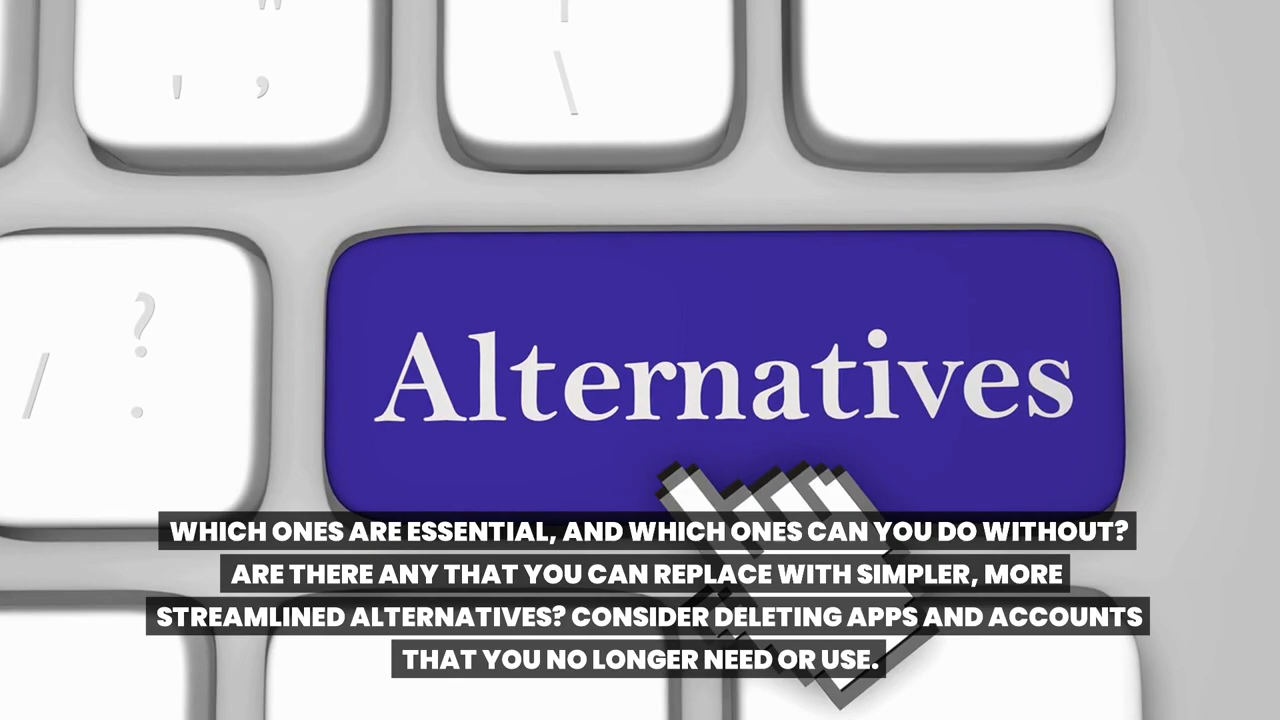 " |
' , \
?
/ .
Alternatives
WHICH ONES ARE ESSENTIAL, AND WHICH ONES CAN YOU DO WITHOUT?
ARE THERE ANY THAT YOU CAN REPLACE WITH SIMPLER, MORE
STREAMLINED ALTERNATIVES? CONSIDER DELETING APPS AND ACCOUNTS
THAT YOU NO LONGER NEED OR USE.